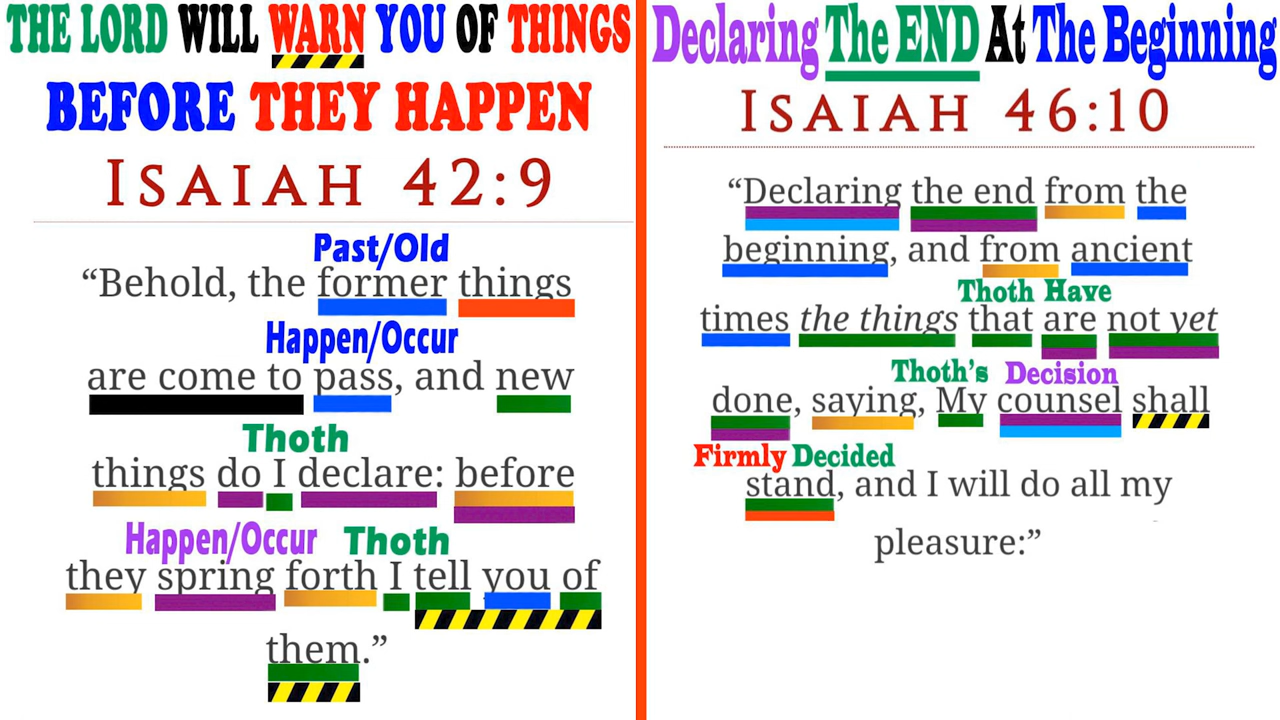 THE LORD WILL WARN YOU OF THINGS
BEFORE THEY HAPPEN
ISAIAH 42:9
Past/Old
“Behold, the former things
Happen/Occur
are come to pass, and new
Thoth
things do I declare: before
Happen/Occur Thoth
they spring forth I tell you of
them.”
Declaring The END At The Beginning
ISAIAH 46:10
“Declaring the end from the
beginning, and from ancient
Thoth Have
times the things that are not yet
Thoth's Decision
done, saying, My counsel shall
Firmly Decided
stand, and I will do all my
pleasure:”